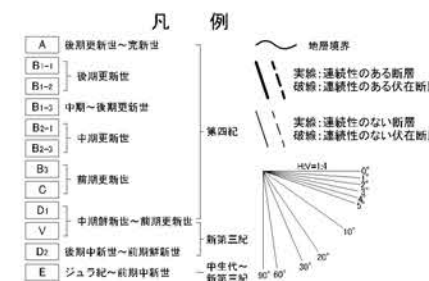 凡 例
A 後期更新世～完新世
B1-1
後期更新世
B1-2
B1-3 中期～後期更新世
B2-1
中期更新世
B2-3
第四紀
B3
前期更新世
C
D1
中期鮮新世～前期更新世
V
新第三紀
D2 後期中新世～前期鮮新世
E ジュラ紀～前期中新世
中生代～
新第三紀
地層境界
実線：連続性のある断層
破線：連続性のある伏在断
実線：連続性のない断層
破線：連続性のない伏在断
H:V=1:4
0°
5°
10°
20°
30°
60°
90°